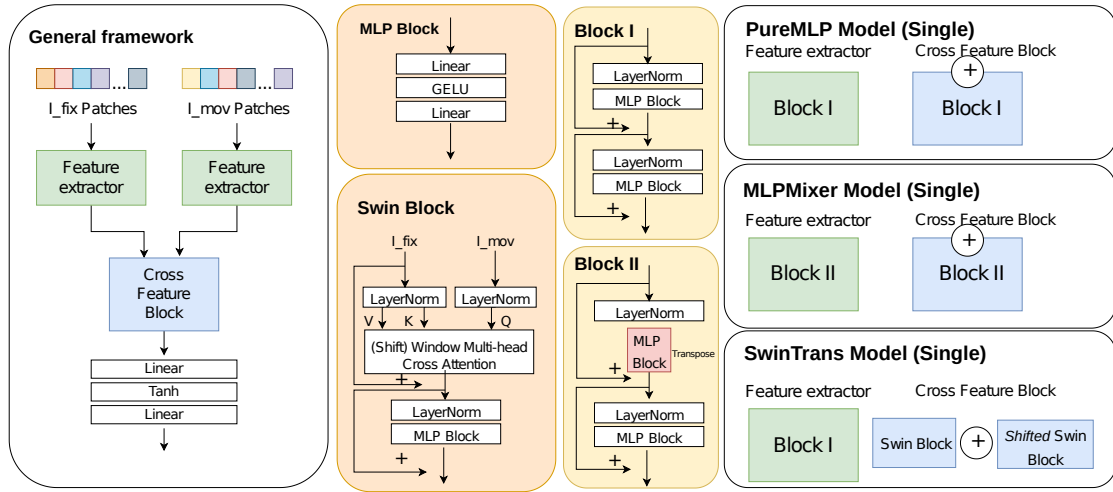 General framework
...
...
I_fix Patches
I_mov Patches
Feature
extractor
Feature
extractor
Cross
Feature
Block
Linear
Tanh
Linear
MLP Block
Linear
GELU
Linear
Swin Block
I_fix
I_mov
LayerNorm
LayerNorm
V
K
Q
(Shift) Window Multi-head
Cross Attention
+
LayerNorm
MLP Block
+
Block I
LayerNorm
MLP Block
+
LayerNorm
MLP Block
+
Block II
LayerNorm
MLP
Block
Transpose
+
LayerNorm
MLP Block
+
PureMLP Model (Single)
Feature extractor
Cross Feature Block
+
Block I
Block I
MLPMixer Model (Single)
Feature extractor
Cross Feature Block
+
Block II
Block II
SwinTrans Model (Single)
Feature extractor
Cross Feature Block
Block I
Swin Block
+
Shifted Swin
Block